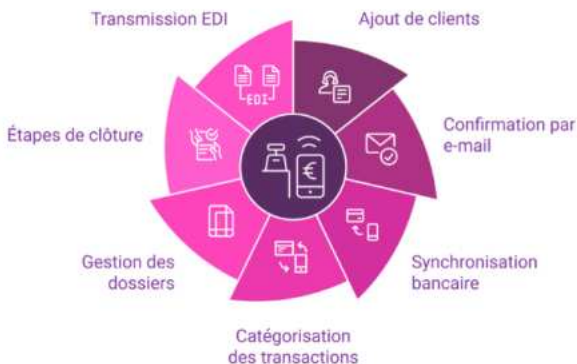 Transmission EDI
Ajout de clients
EDI
Étapes de clôture
Confirmation par
e-mail
€
Gestion des
dossiers
Synchronisation
bancaire
Catégorisation
des transactions